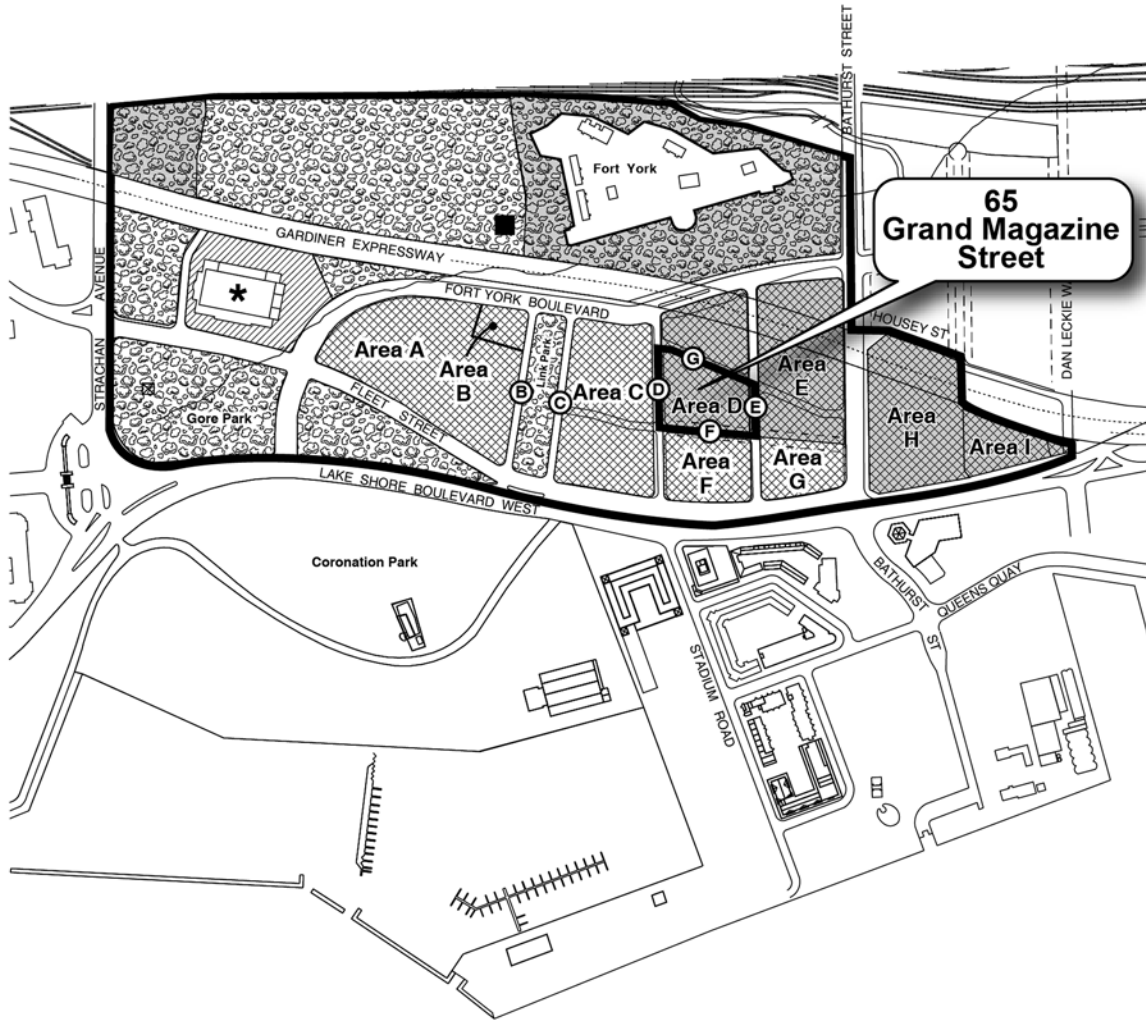 BATHURST STREET
Fort York
65
Grand Magazine
Street
GARDINER EXPRESSWAY
STRACHAN AVENUE
*
FORT YORK BOULEVARD
HOUSEY ST
DAN LECKIE WA
Area A
Area
B
Link Park
B
C
Area C
D
G
Area D
E
F
Area
E
Area
F
Area
G
Area
H
Area I
Gore Park
FLEET STREET
LAKE SHORE BOULEVARD WEST
Coronation Park
BATHURST ST
QUEENS QUAY
STADIUM ROAD